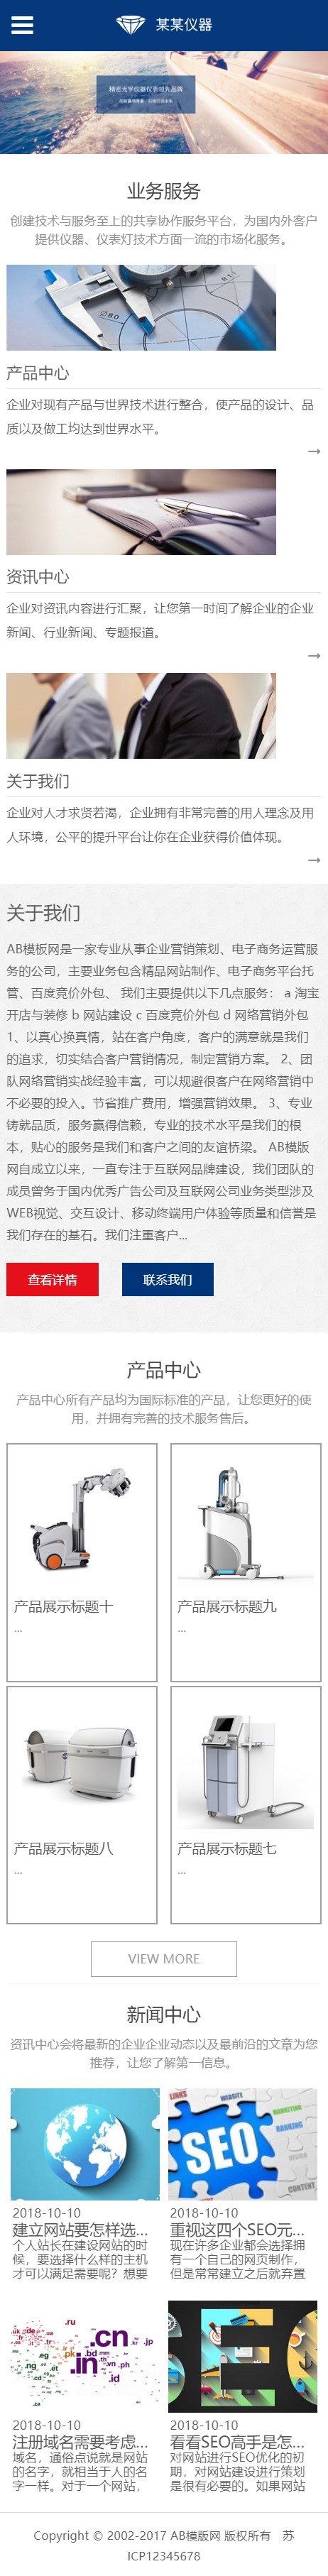 某某仪器
精密光学仪器仪表领先品牌
业务服务
创建技术与服务至上的共享协作服务平台，为国内外客户
提供仪器、仪表灯技术方面一流的市场化服务。
产品中心
企业对现有产品与世界技术进行整合，使产品的设计、品
质以及做工均达到世界水平。
→
资讯中心
企业对资讯内容进行汇聚，让您第一时间了解企业的企业
新闻、行业新闻、专题报道。
→
关于我们
企业对人才求贤若渴，企业拥有非常完善的用人理念及用
人环境，公平的提升平台让你在企业获得价值体现。
→
关于我们
AB模板网是一家专业从事企业营销策划、电子商务运营服
务的公司，主要业务包含精品网站制作、电子商务平台托
管、百度竞价外包、 我们主要提供以下几点服务： a 淘宝
开店与装修 b 网站建设 c 百度竞价外包 d 网络营销外包
1、以真心换真情，站在客户角度，客户的满意就是我们
的追求，切实结合客户营销情况，制定营销方案。 2、团
队网络营销实战经验丰富，可以规避很客户在网络营销中
不必要的投入。节省推广费用，增强营销效果。 3、专业
铸就品质，服务赢得信赖，专业的技术水平是我们的根
本，贴心的服务是我们和客户之间的友谊桥梁。 AB模版
网自成立以来，一直专注于互联网品牌建设，我们团队的
成员曾务于国内优秀广告公司及互联网公司业务类型涉及
WEB视觉、交互设计、移动终端用户体验等质量和信誉是
我们存在的基石。我们注重客户...
查看详情 联系我们
产品中心
产品中心所有产品均为国际标准的产品，让您更好的使
用，并拥有完善的技术服务售后。
产品展示标题十 产品展示标题九
... ...
产品展示标题八 产品展示标题七
... ...
VIEW MORE
新闻中心
资讯中心会将最新的企业企业动态以及最前沿的文章为您
推荐，让您了解第一信息。
LINKS WEBSITE MARKETING RANKING
SEO
CONTENT
2018-10-10 2018-10-10
建立网站要怎样选... 重视这四个SEO元...
个人站长在建设网站的时 现在许多企业都会选择拥
候，要选择什么样的主机 有一个自己的网页制作，
才可以满足需要呢？想要 但是常常建立之后就弃置
.ru
.cn .jp
.in
.id
2018-10-10 2018-10-10
注册域名需要考虑... 看看SEO高手是怎...
域名，通俗点说就是网站 对网站进行SEO优化的初
的名字，就相当于人的名 期，对网站建设进行策划
字一样。对于一个网站， 是很有必要的。如果网站
Copyright © 2002-2017 AB模版网 版权所有 苏
ICP12345678